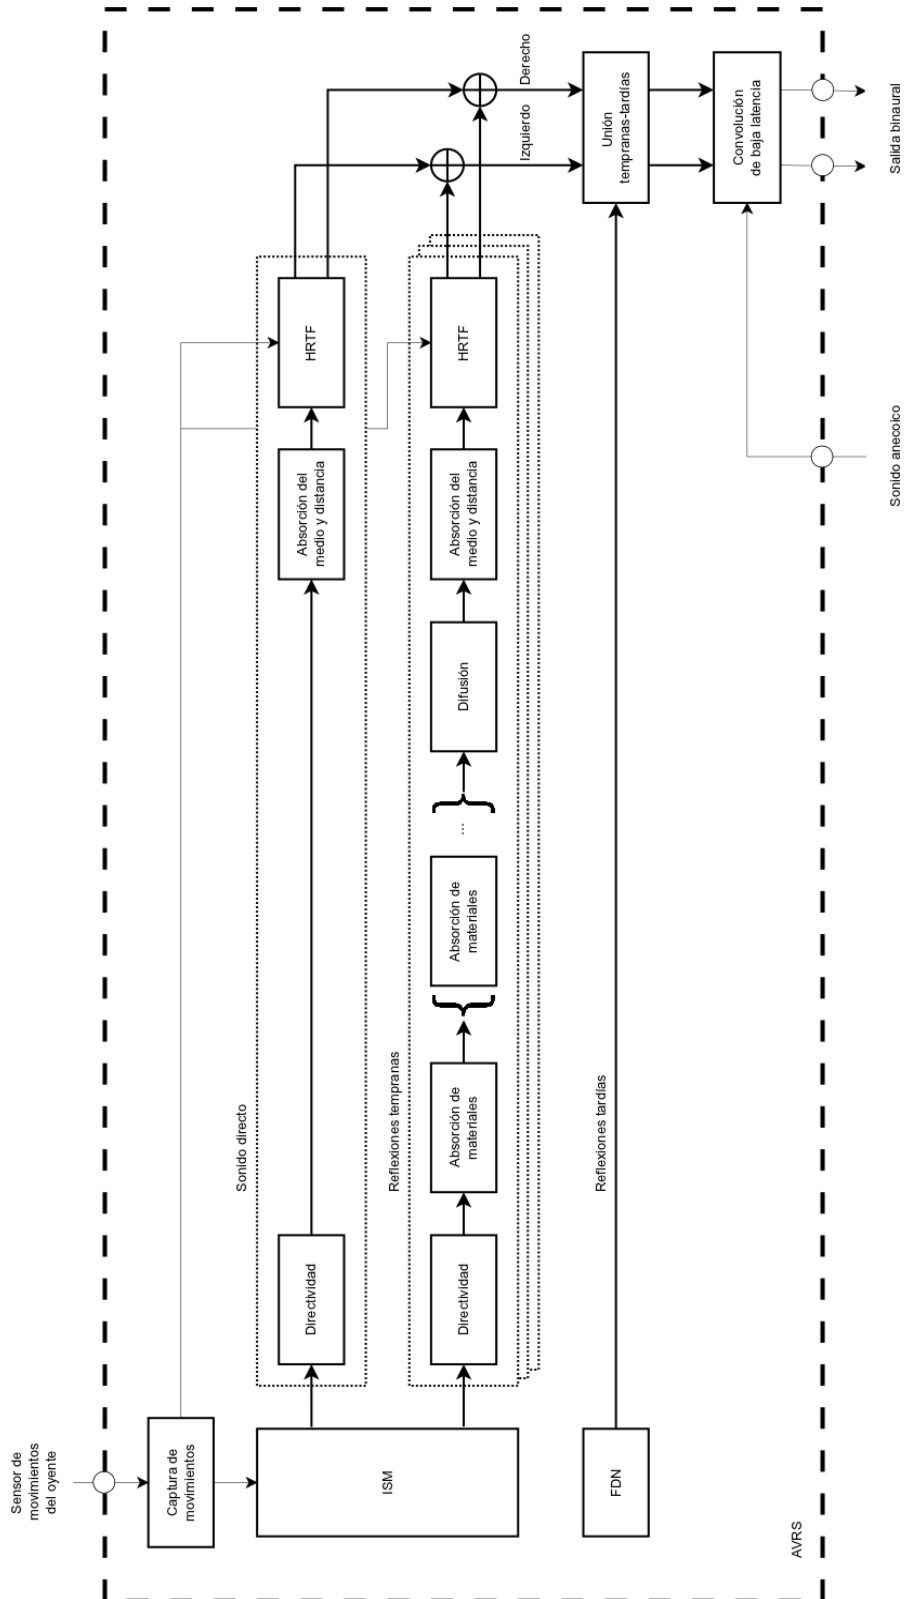 Sensor de
movimientos
del oyente
Captura de
movimientos
ISM
FDN
AVRS
Sonido directo
Directividad
Absorción del
medio y distancia
HRTF
Reflexiones tempranas
Directividad
Absorción de
materiales
Absorción de
materiales
...
Difusión
Absorción del
medio y distancia
HRTF
Reflexiones tardías
Izquierdo
Derecho
Unión
tempranas-tardías
Convolución
de baja latencia
Salida binaural
Sonido anecoico